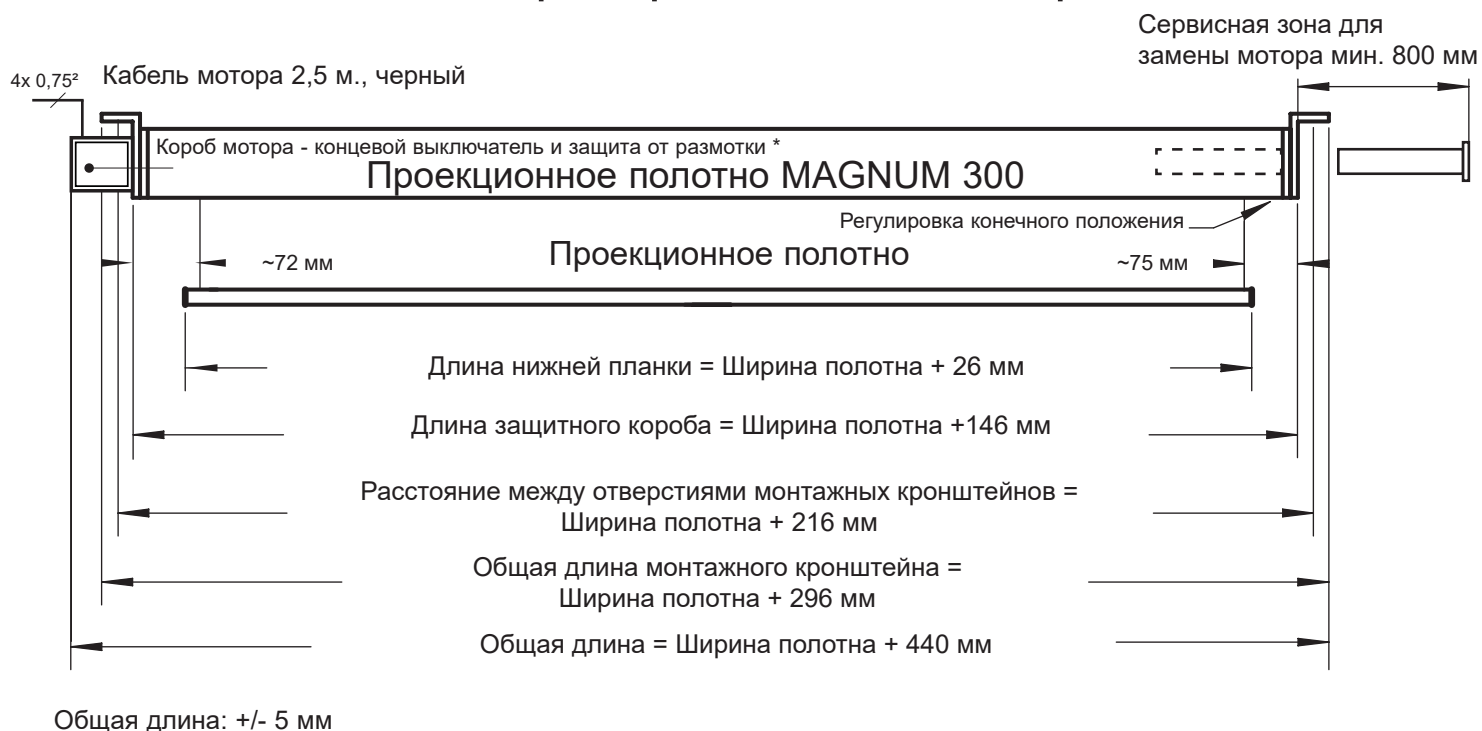 Сервисная зона для
замены мотора мин. 800 мм
4x 0,75²
Кабель мотора 2,5 м., черный
Короб мотора - концевой выключатель и защита от размотки *
Проекционное полотно MAGNUM 300
Регулировка конечного положения
~72 мм
Проекционное полотно
~75 мм
Длина нижней планки = Ширина полотна + 26 мм
Длина защитного короба = Ширина полотна +146 мм
Расстояние между отверстиями монтажных кронштейнов =
Ширина полотна + 216 мм
Общая длина монтажного кронштейна =
Ширина полотна + 296 мм
Общая длина = Ширина полотна + 440 мм
Общая длина: +/- 5 мм